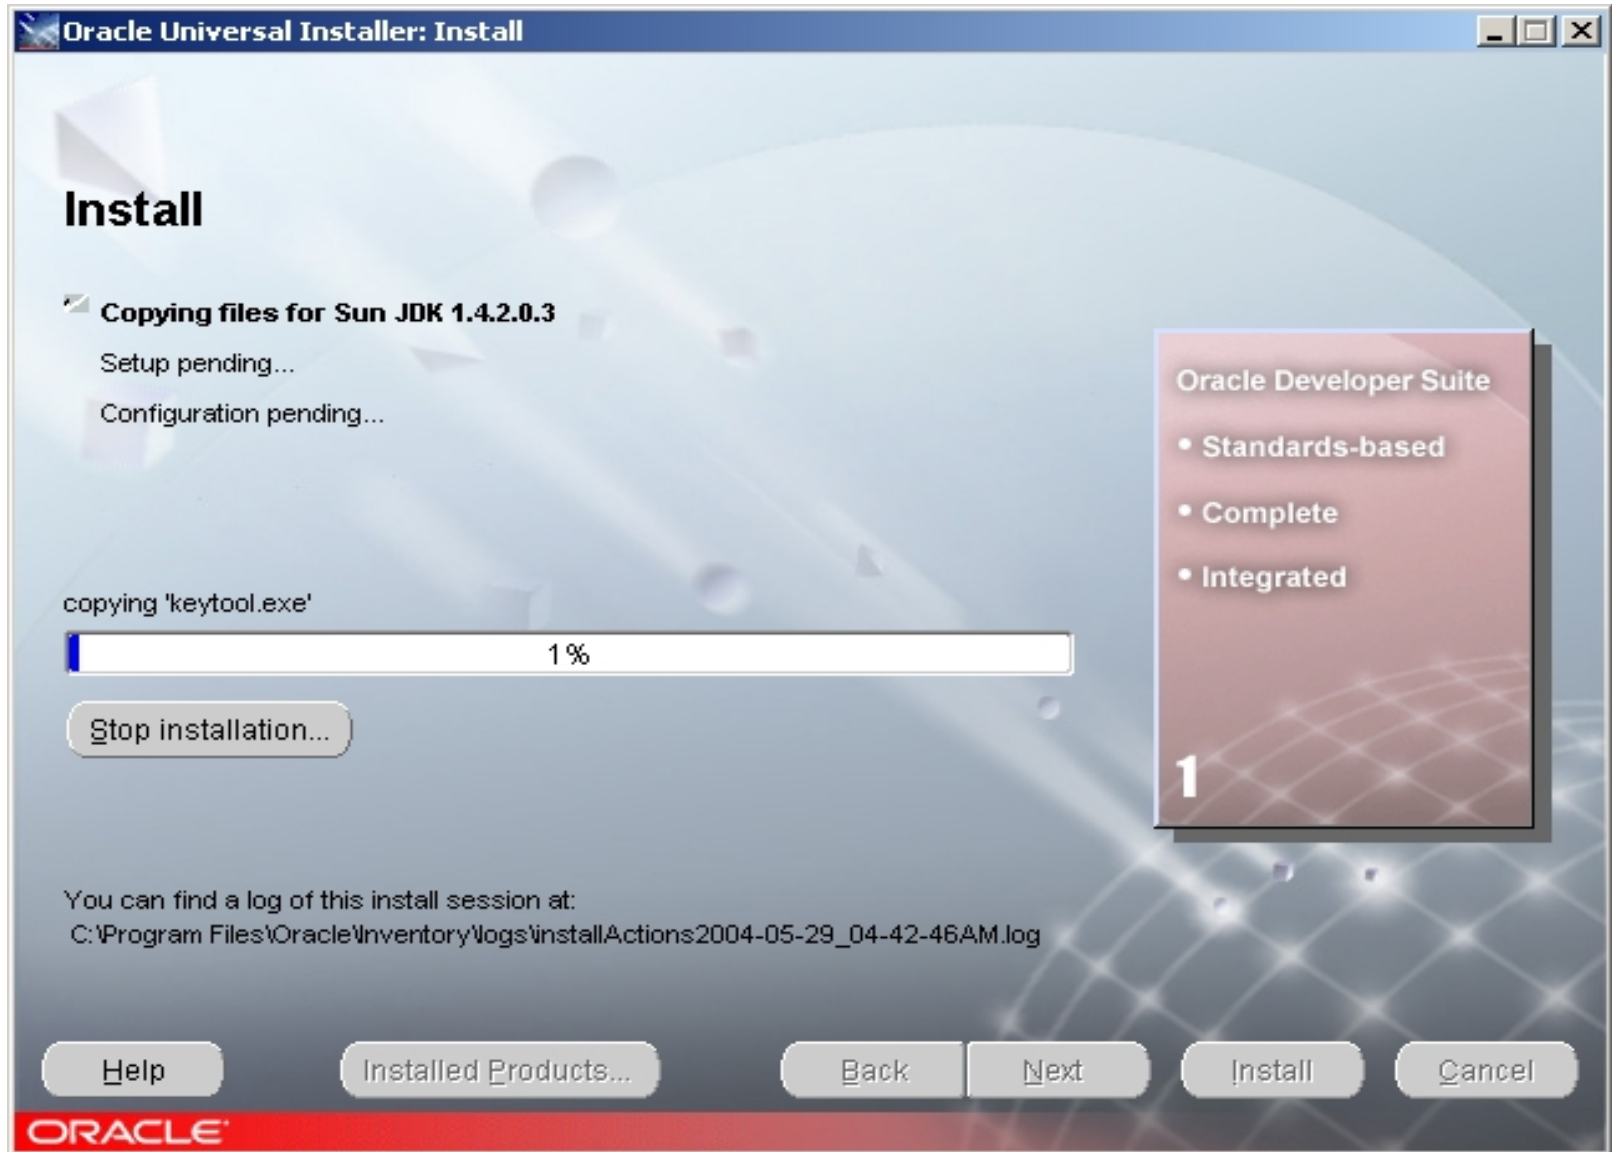 Oracle Universal Installer: Install
Install
Copying files for Sun JDK 1.4.2.0.3
Setup pending...
Configuration pending...
Oracle Developer Suite
• Standards-based
• Complete
• Integrated
1
copying 'keytool.exe'
1%
Stop installation...
You can find a log of this install session at:
C:\Program Files\Oracle\Inventory\logs\installActions2004-05-29_04-42-46AM.log
Help Installed Products... Back Next Install Cancel
ORACLE